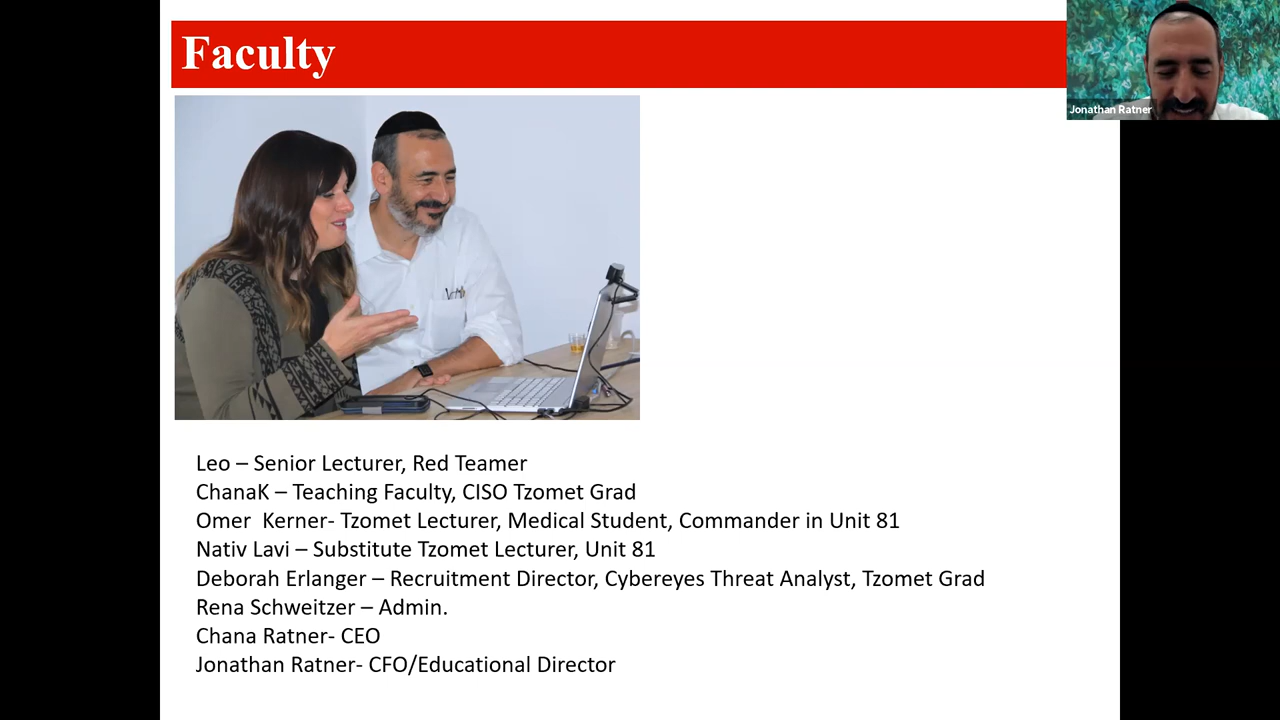 Faculty
Jonathan Ratner
Leo – Senior Lecturer, Red Teamer
ChanaK – Teaching Faculty, CISO Tzomet Grad
Omer  Kerner- Tzomet Lecturer, Medical Student, Commander in Unit 81
Nativ Lavi – Substitute Tzomet Lecturer, Unit 81
Deborah Erlanger – Recruitment Director, Cybereyes Threat Analyst, Tzomet Grad
Rena Schweitzer – Admin.
Chana Ratner- CEO
Jonathan Ratner- CFO/Educational Director